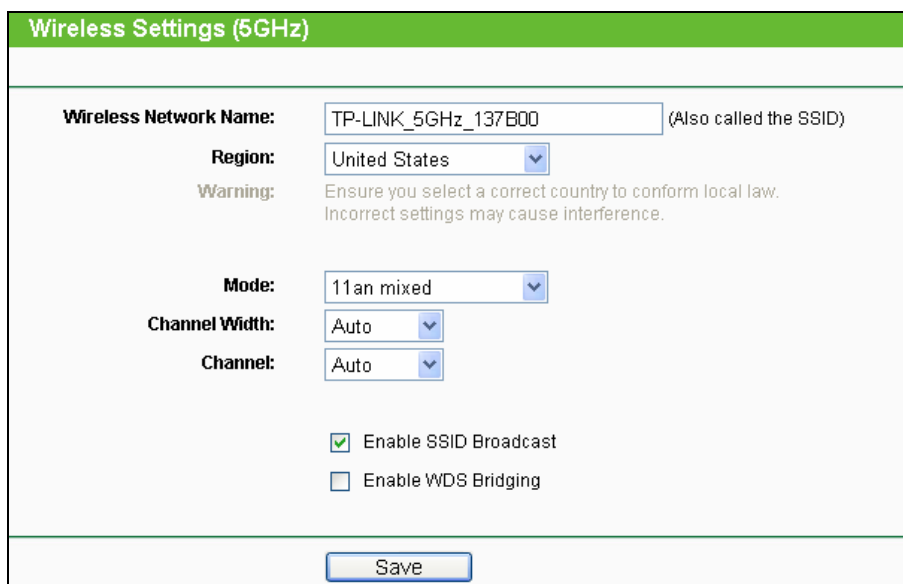 Wireless Settings (5GHz)
Wireless Network Name: TP-LINK_5GHz_137B00 (Also called the SSID)
Region: United States
Warning: Ensure you select a correct country to conform local law.
Incorrect settings may cause interference.
Mode: 11an mixed
Channel Width: Auto
Channel: Auto
Enable SSID Broadcast
Enable WDS Bridging
Save